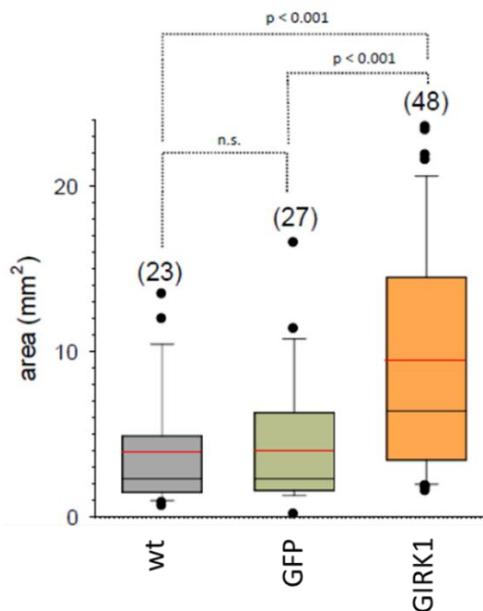 p < 0.001
p < 0.001
(48)
n.s.
(27)
(23)
area (mm²)
20
10
0
wt
GFP
GIRK1